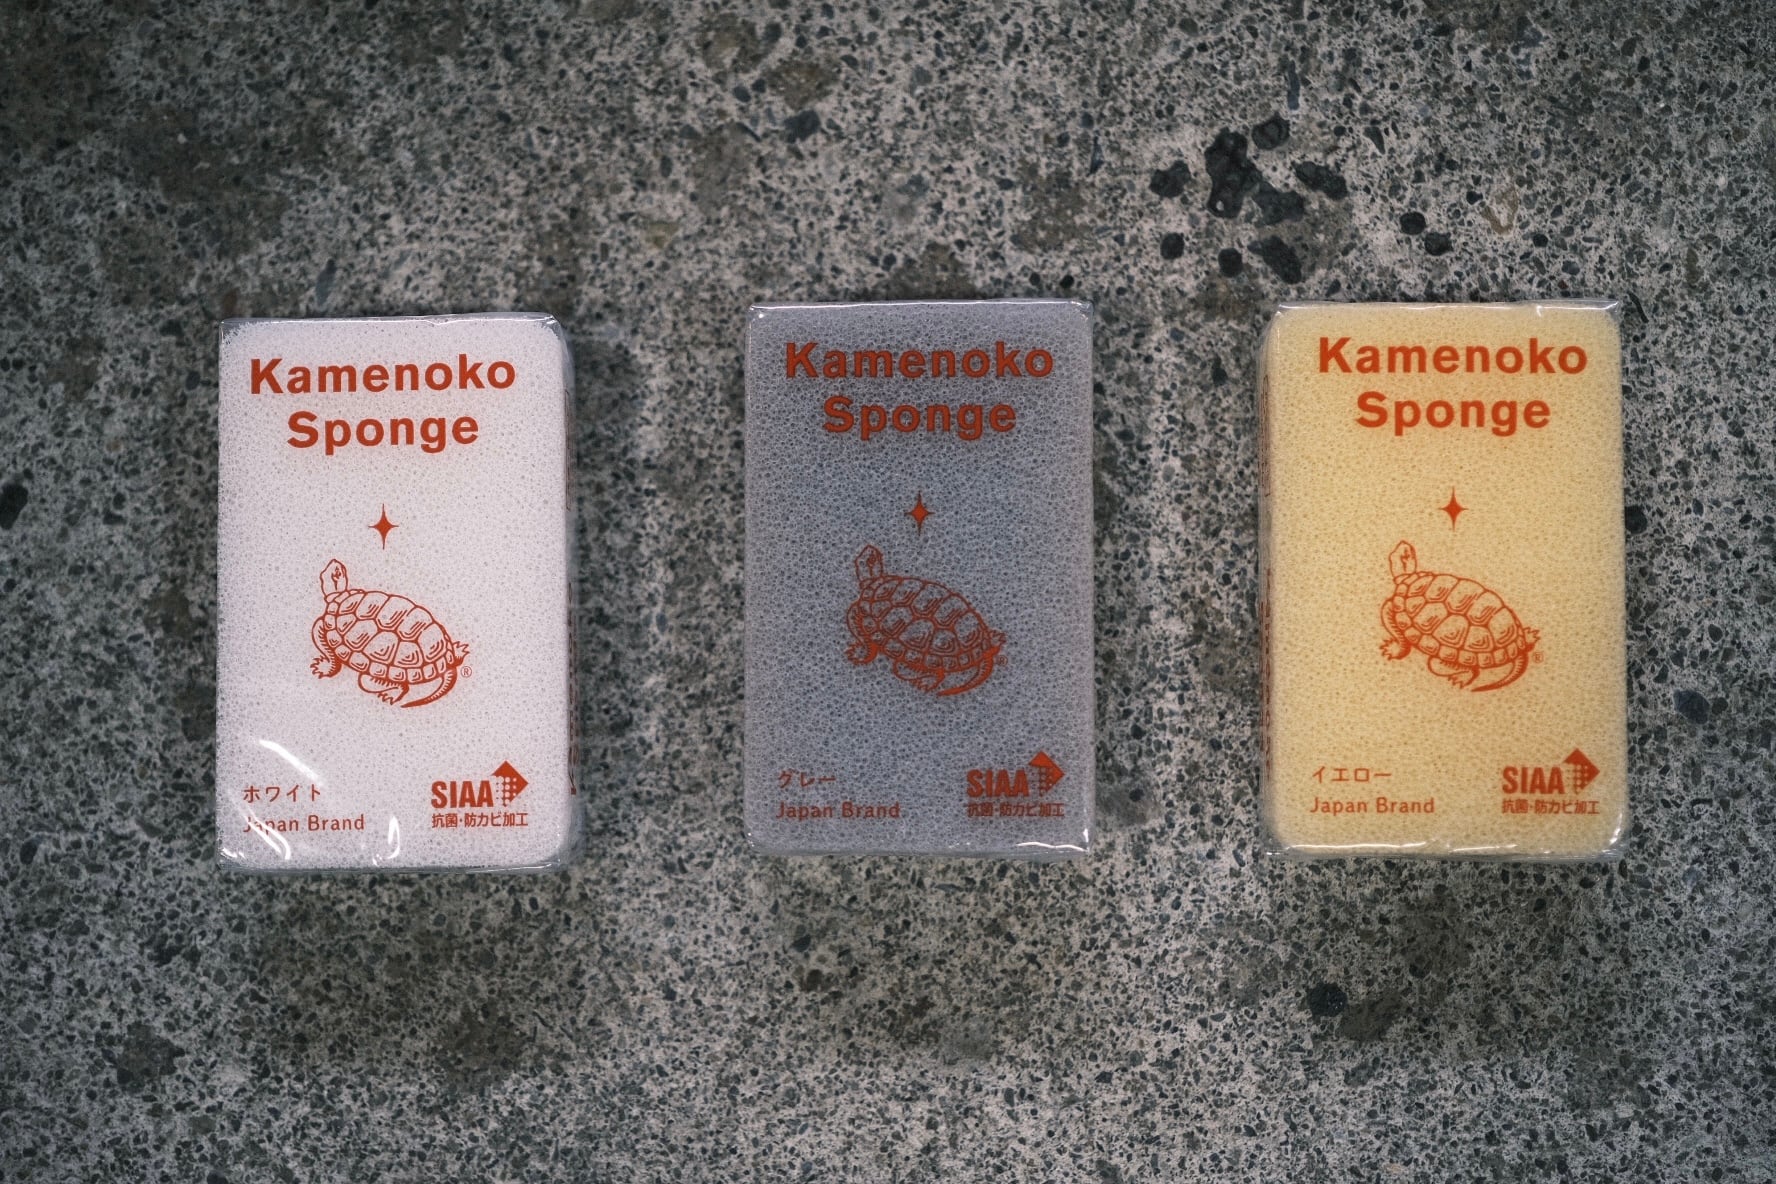 Kamenoko
Sponge
®
ホワイト
Japan Brand
SIAA
抗菌・防カビ加工
Kamenoko
Sponge
®
グレー
Japan Brand
SIAA
抗菌・防カビ加工
Kamenoko
Sponge
®
イエロー
Japan Brand
SIAA
抗菌・防カビ加工